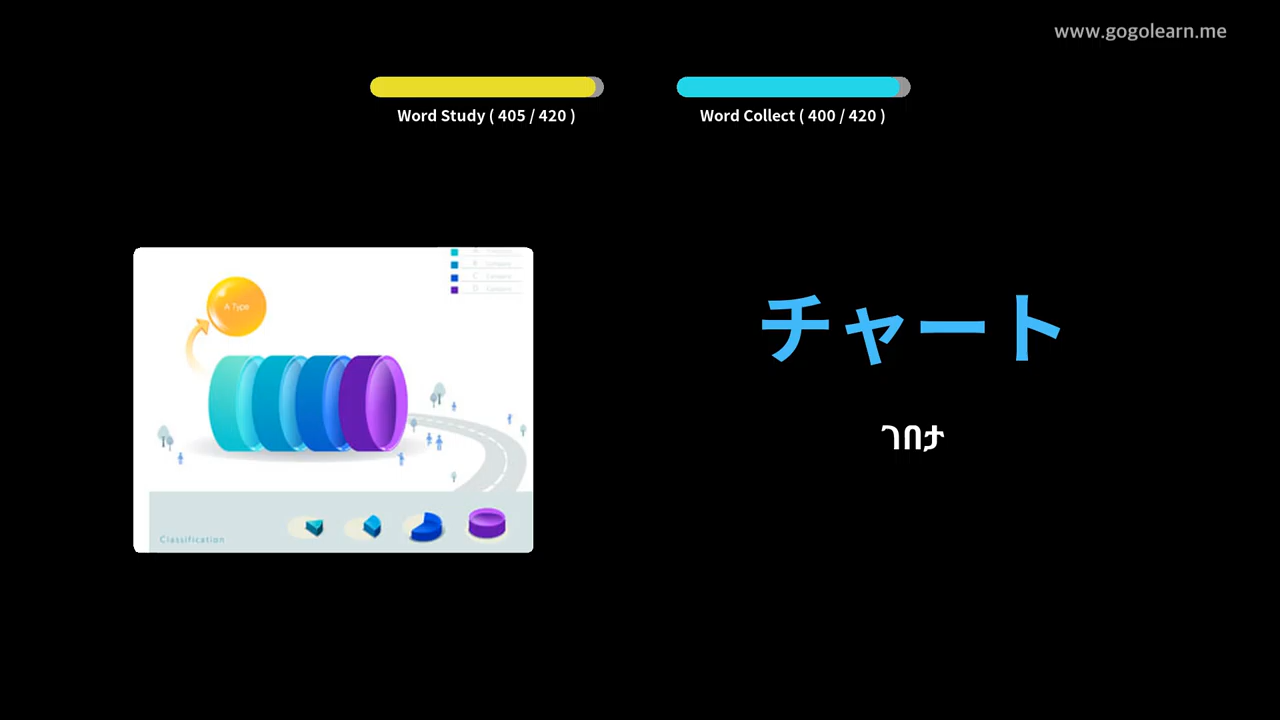 www.gogolearn.me
Word Study ( 405 / 420 )
Word Collect ( 400 / 420 )
A Type
B
C
D
チャート
ገበታ
Classification